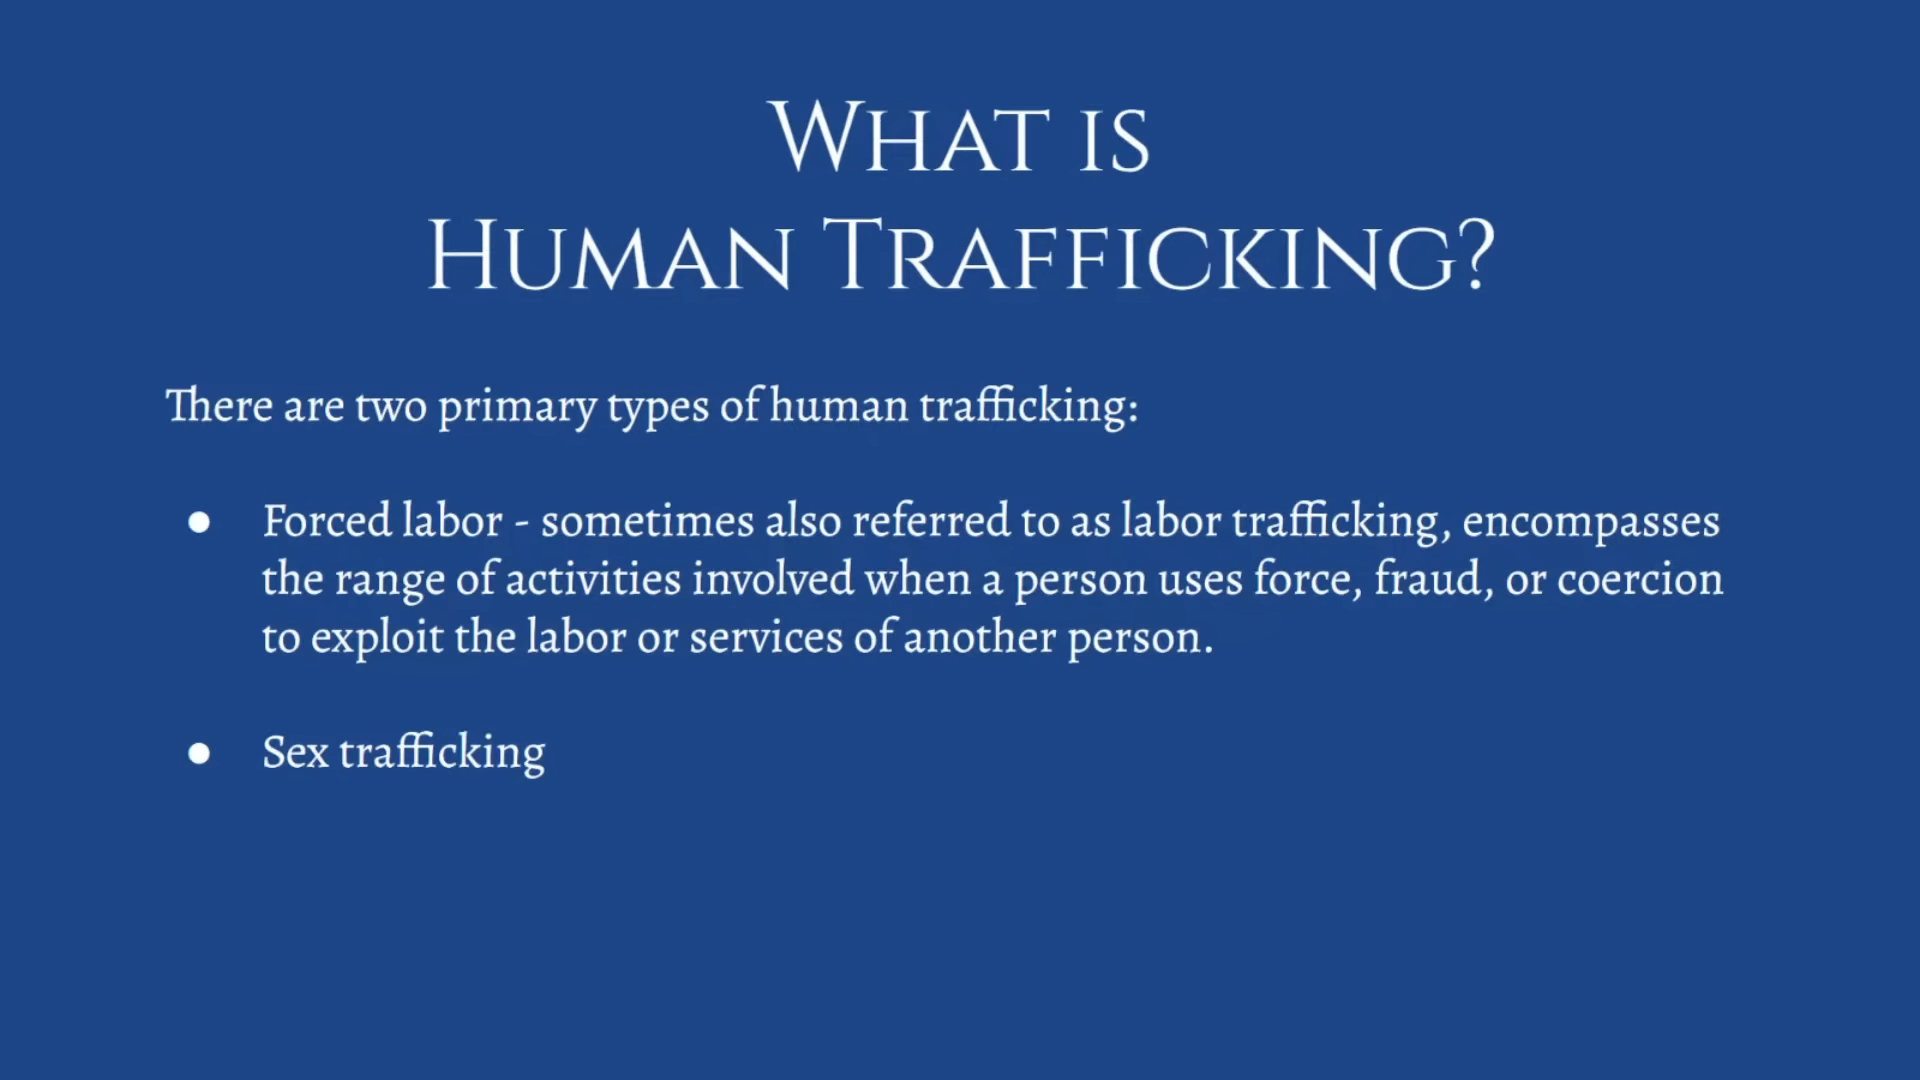 What is
Human Trafficking?
There are two primary types of human trafficking:
● Forced labor - sometimes also referred to as labor trafficking, encompasses
the range of activities involved when a person uses force, fraud, or coercion
to exploit the labor or services of another person.
● Sex trafficking